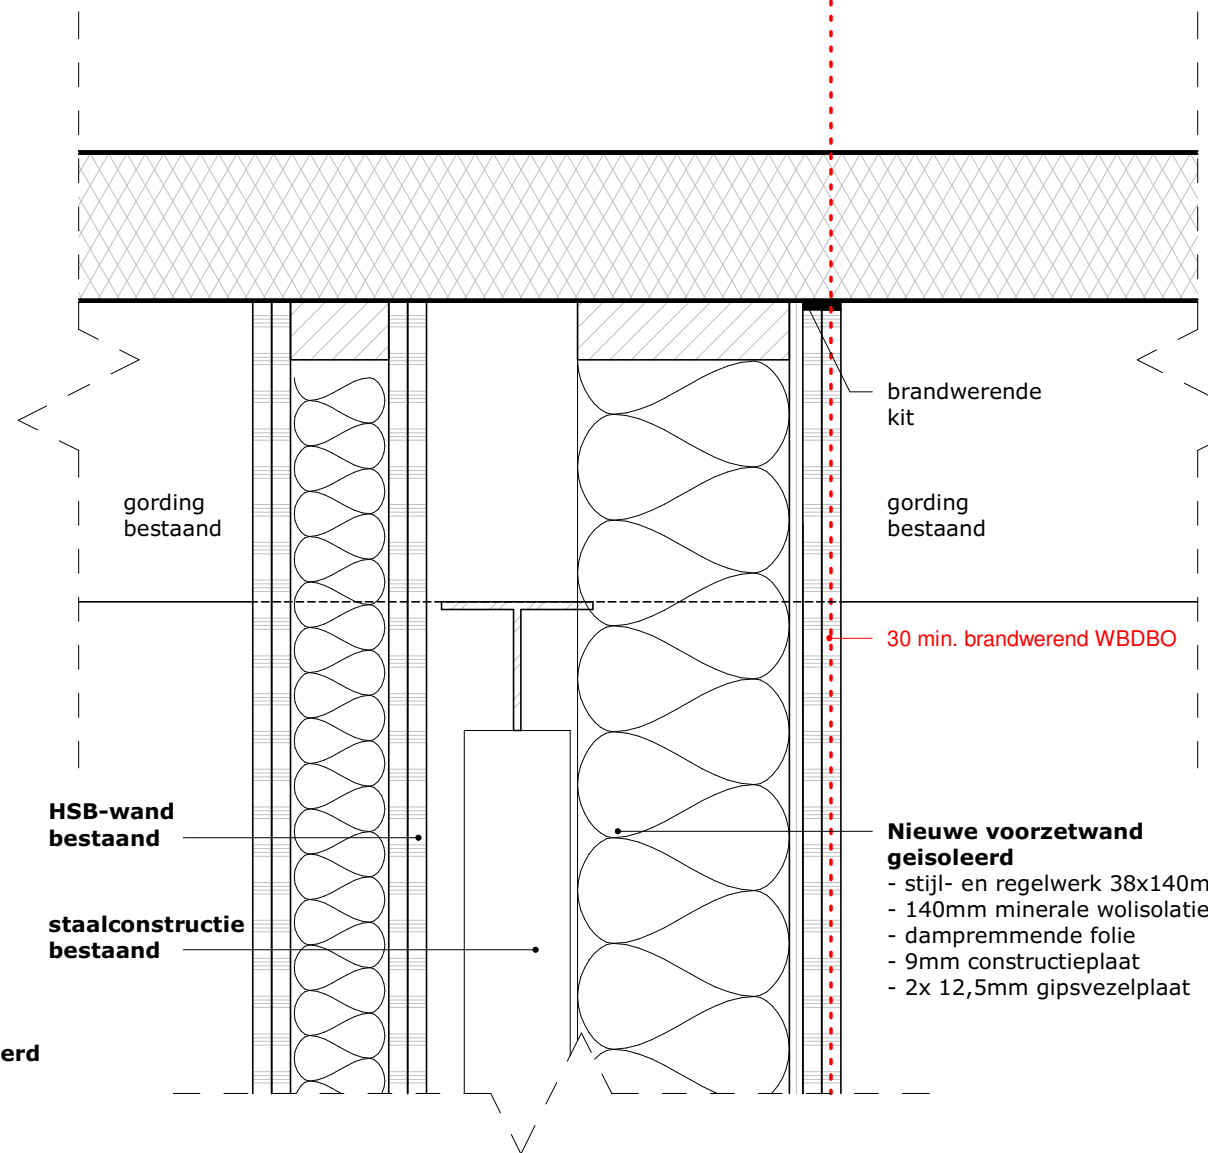 brandwerende
kit
gording
bestaand
gording
bestaand
30 min. brandwerend WBDBO
HSB-wand
bestaand
Nieuwe voorzetwand
geisoleerd
- stijl- en regelwerk 38x140m
- 140mm minerale wolisolatie
- dampremmende folie
- 9mm constructieplaat
- 2x 12,5mm gipsvezelplaat
staalconstructie
bestaand
erd